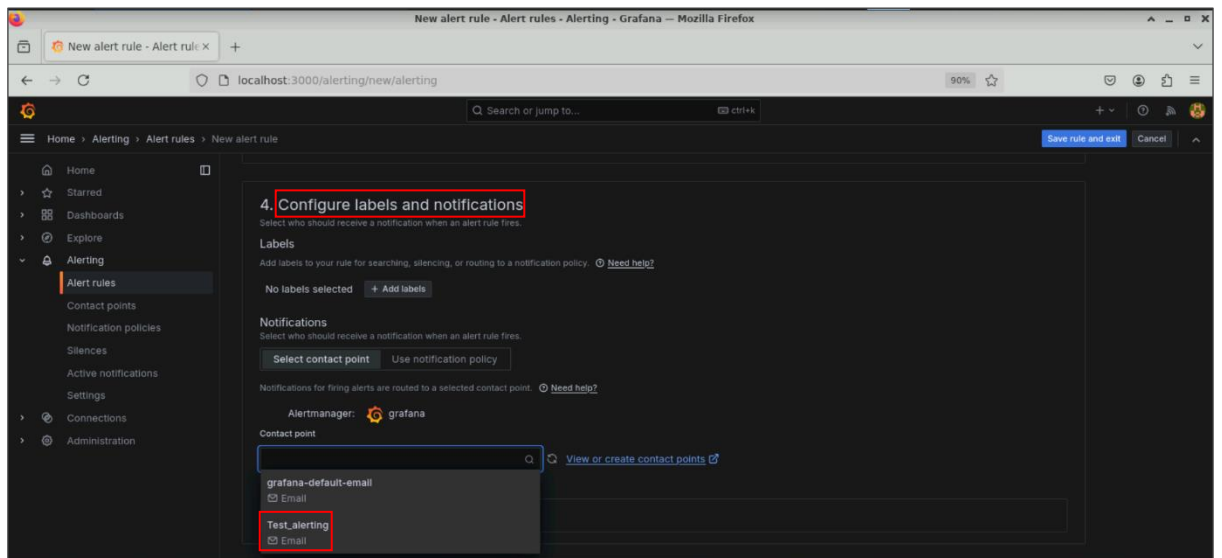 New alert rule - Alert rules - Alerting - Grafana — Mozilla Firefox
New alert rule - Alert rule
localhost:3000/alerting/new/alerting
90%
Search or jump to...
ctrl+k
Home › Alerting › Alert rules › New alert rule
Save rule and exit
Cancel
Home
Starred
Dashboards
Explore
Alerting
Alert rules
Contact points
Notification policies
Silences
Active notifications
Settings
Connections
Administration
4. Configure labels and notifications
Select who should receive a notification when an alert rule fires.
Labels
Add labels to your rule for searching, silencing, or routing to a notification policy. Need help?
No labels selected
+ Add labels
Notifications
Select who should receive a notification when an alert rule fires.
Select contact point
Use notification policy
Notifications for firing alerts are routed to a selected contact point. Need help?
Alertmanager: grafana
Contact point
View or create contact points
grafana-default-email
Email
Test_alerting
Email